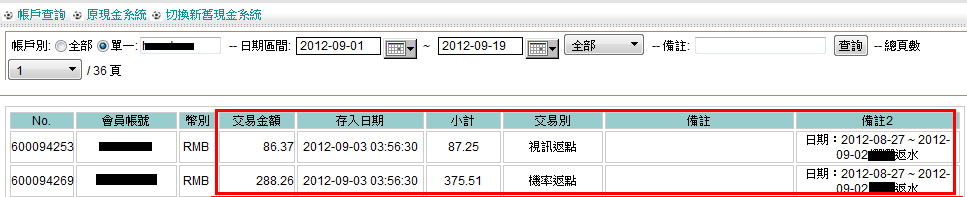 帳戶查詢 原現金系統 切換新舊現金系統
帳戶別: 全部 單一: -- 日期區間: 2012-09-01 ~ 2012-09-19 全部 -- 備註: 查詢 -- 總頁數
1 / 36 頁
No. 會員帳號 幣別 交易金額 存入日期 小計 交易別 備註 備註2
600094253 RMB 86.37 2012-09-03 03:56:30 87.25 視訊返點 日期：2012-08-27 ~ 2012-
09-02 返水
600094269 RMB 288.26 2012-09-03 03:56:30 375.51 機率返點 日期：2012-08-27 ~ 2012-
09-02 返水